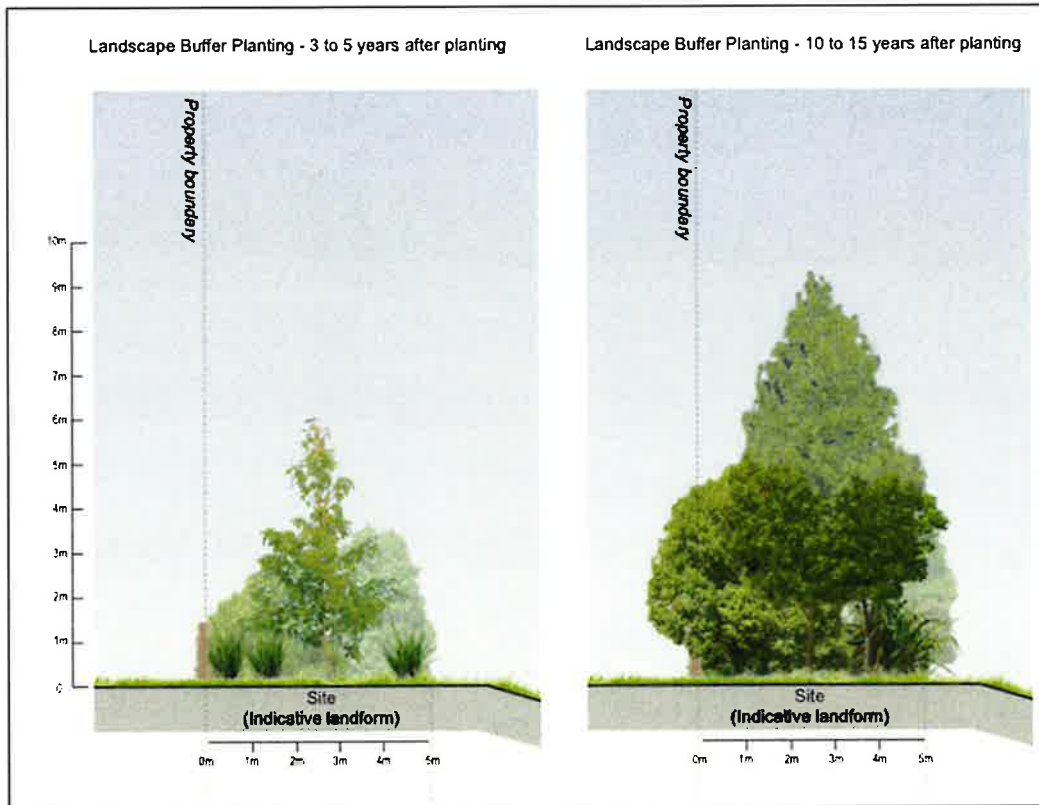 Landscape Buffer Planting - 3 to 5 years after planting
Landscape Buffer Planting - 10 to 15 years after planting
Property boundary
Property boundary
10m
9m
8m
7m
6m
5m
4m
3m
2m
1m
0
Site
(Indicative landform)
0m 1m 2m 3m 4m 5m
Site
(Indicative landform)
0m 1m 2m 3m 4m 5m